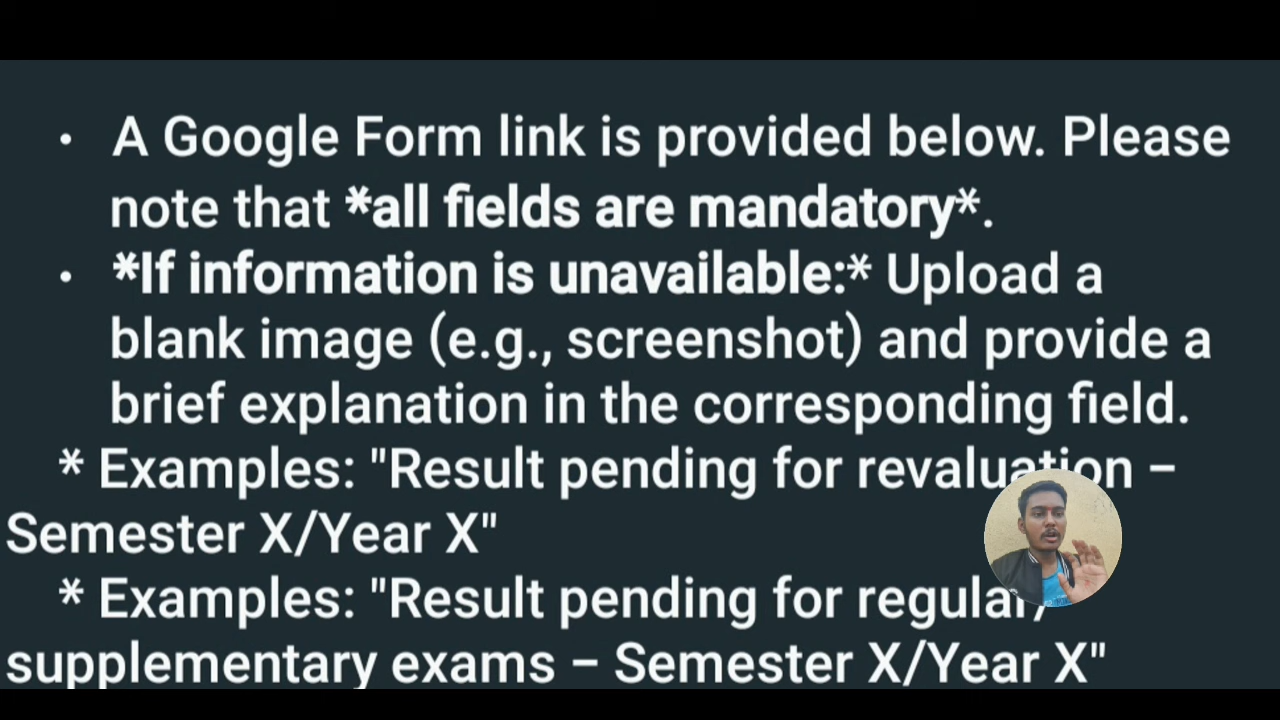 • A Google Form link is provided below. Please
note that *all fields are mandatory*.
• *If information is unavailable:* Upload a
blank image (e.g., screenshot) and provide a
brief explanation in the corresponding field.
* Examples: "Result pending for revaluation –
Semester X/Year X"
* Examples: "Result pending for regular/
supplementary exams – Semester X/Year X"